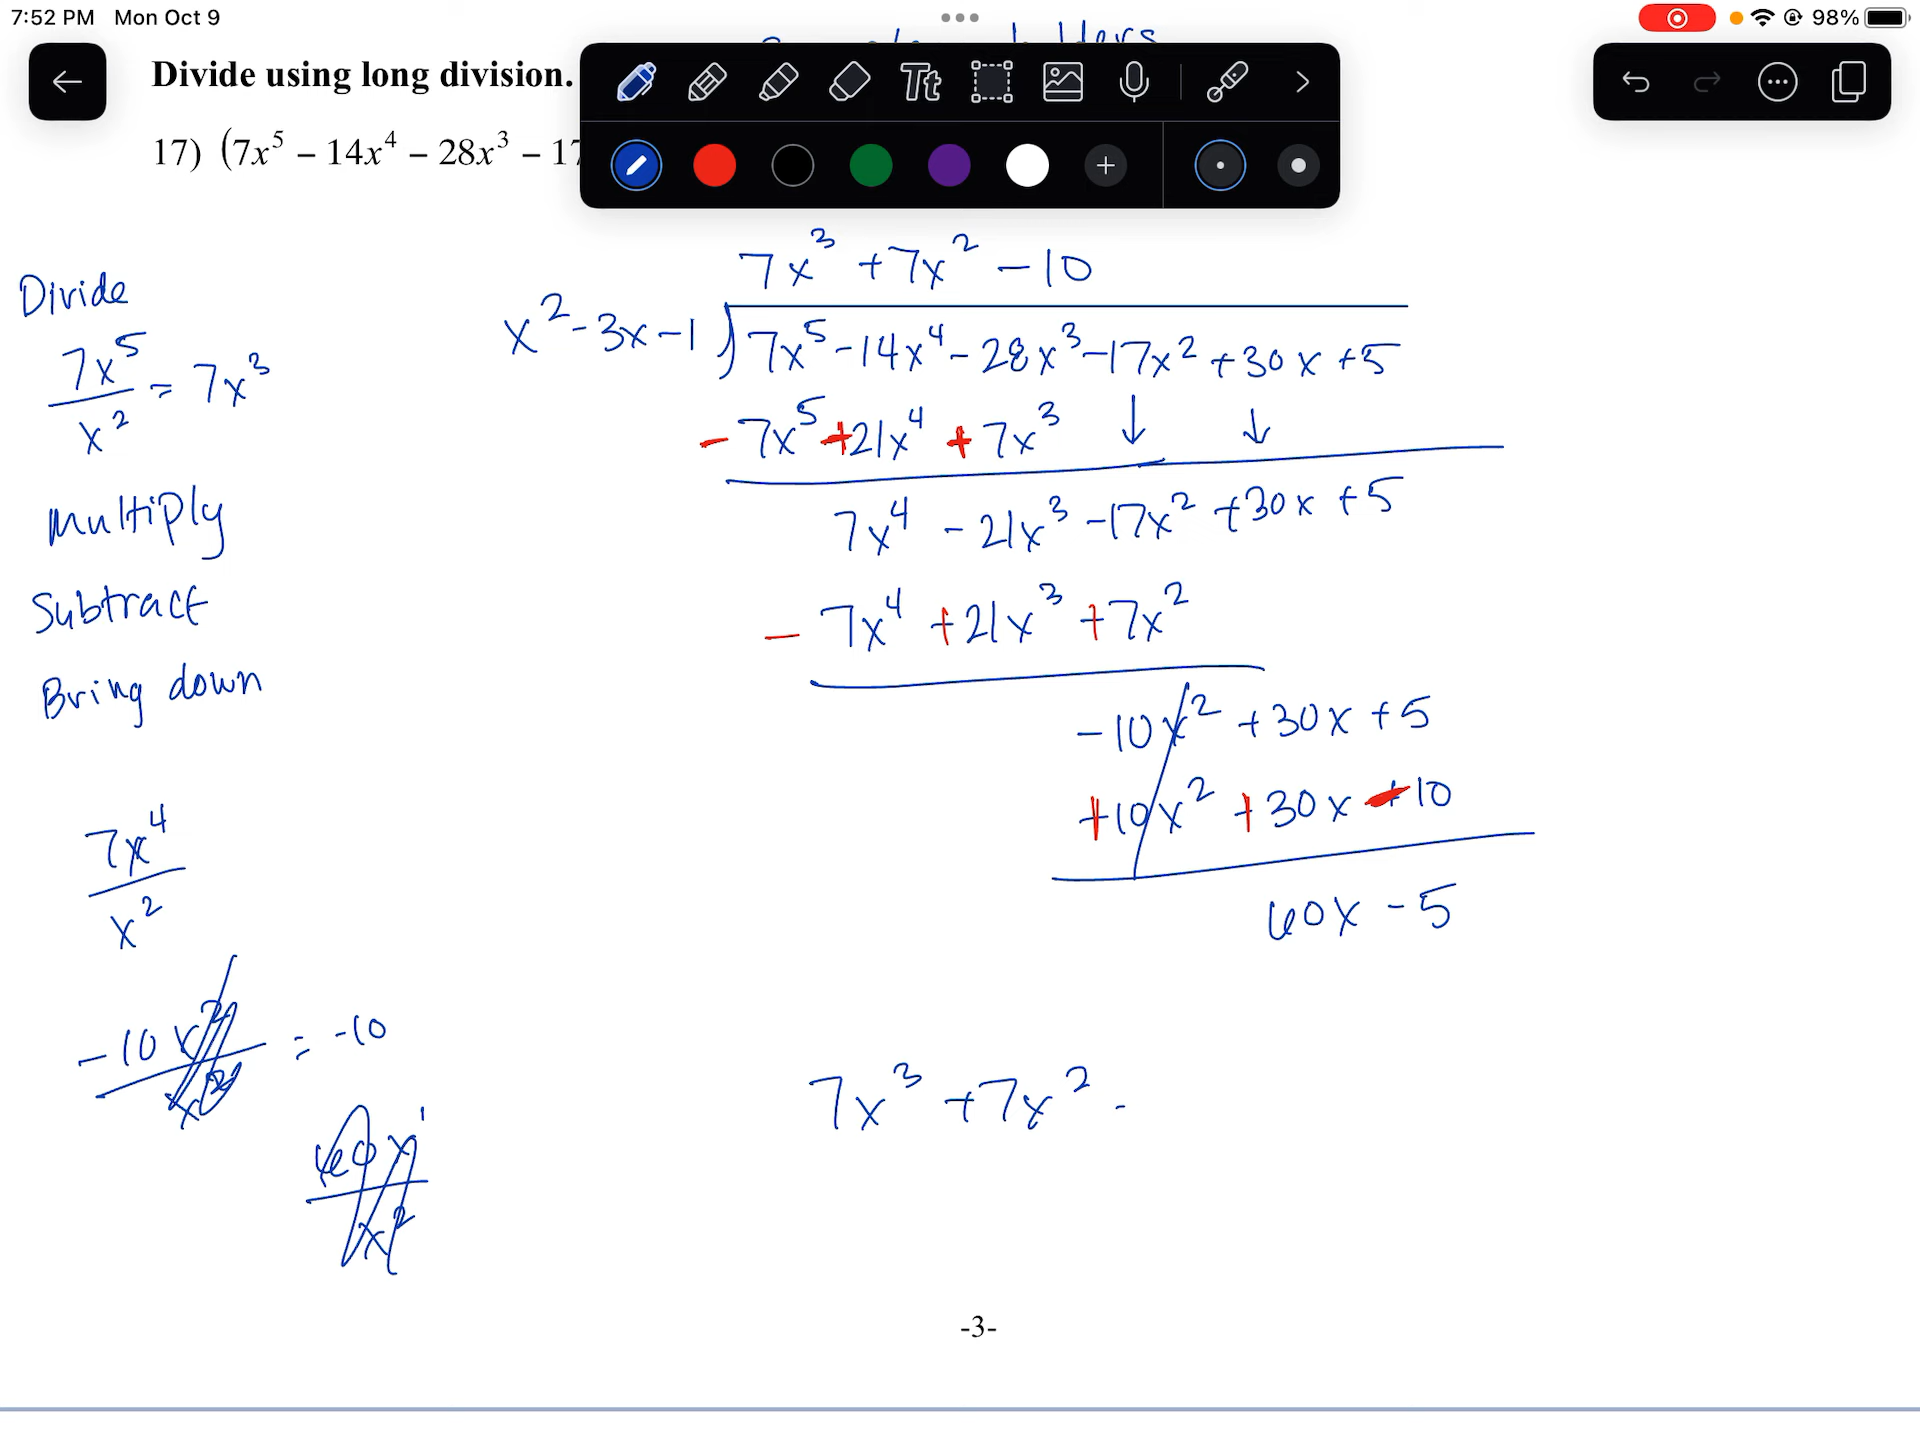 7:52 PM Mon Oct 9
98%
Divide using long division.
Tt
17) (7x⁵ − 14x⁴ − 28x³ − 17
7x³ + 7x² − 10
x² - 3x - 1 ) 7x⁵ - 14x⁴ - 28x³ - 17x² + 30x + 5
- 7x⁵ + 21x⁴ + 7x³ ↓ ↓
7x⁴ - 21x³ - 17x² + 30x + 5
- 7x⁴ + 21x³ + 7x²
-10x² + 30x + 5
+10x² + 30x - 10
60x - 5
7x³ + 7x² -
Divide
7x⁵/x² = 7x³
Multiply
Subtract
Bring down
7x⁴/x²
-10x²/x² = -10
60x¹/x²
-3-